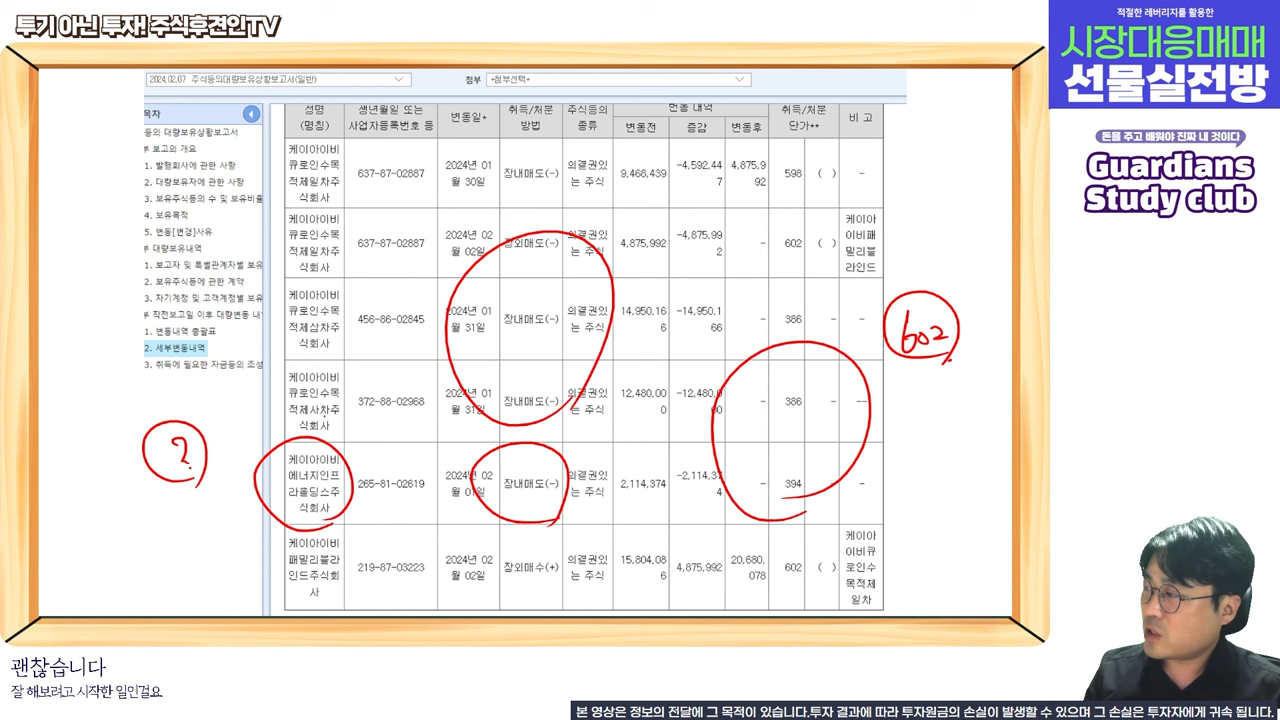 투기 아닌 투자! 주식후견인TV
적절한 레버리지를 활용한
시장대응매매
선물실전방
돈을 주고 배워야 진짜 내 것이다
Guardians
Study club
2024.02.07 주식등의대량보유상황보고서(일반)
첨부 +첨부선택+
목차
등의 대량보유상황보고서
부 보고의 개요
1. 발행회사에 관한 사항
2. 대량보유자에 관한 사항
3. 보유주식등의 수 및 보유비율
4. 보유목적
5. 변동[변경]사유
부 대량보유내역
1. 보고자 및 특별관계자별 보유
2. 보유주식등에 관한 계약
3. 자기계정 및 고객계정별 보유
부 직전보고일 이후 대량변동 내
1. 변동내역 총괄표
2. 세부변동내역
3. 취득에 필요한 자금등의 조성
성명
(명칭)
생년월일 또는
사업자등록번호 등
변동일*
취득/처분
방법
주식등의
종류
변동 내역
변동전 증감 변동후
취득/처분
단가**
비 고
케이아이비
큐로인수목
적제일차주
식회사
637-87-02887
2024년 01
월 30일
장내매도(-)
의결권있
는 주식
9,468,439
-4,592,44
7
4,875,9
92
598 ( ) -
케이아이비
큐로인수목
적제일차주
식회사
637-87-02887
2024년 02
월 02일
장외매도(-)
의결권있
는 주식
4,875,992
-4,875,99
2
-
602 ( )
케이아
이비패
밀리블
라인드
케이아이비
큐로인수목
적제삼차주
식회사
456-86-02845
2024년 01
월 31일
장내매도(-)
의결권있
는 주식
14,950,16
6
-14,950,1
66
-
386 - -
602
케이아이비
큐로인수목
적제사차주
식회사
372-88-02968
2024년 01
월 31일
장내매도(-)
의결권있
는 주식
12,480,00
0
-12,480,0
00
-
386 - -
?
케이아이비
에너지인프
라홀딩스주
식회사
265-81-02619
2024년 02
월 01일
장내매도(-)
의결권있
는 주식
2,114,374
-2,114,37
4
-
394 - -
케이아이비
패밀리블라
인드주식회
사
219-87-03223
2024년 02
월 02일
장외매수(+)
의결권있
는 주식
15,804,08
6
4,875,992
20,680,
078
602 ( )
케이아
이비큐
로인수
목적제
일차
괜찮습니다
잘 해보려고 시작한 일인걸요
본 영상은 정보의 전달에 그 목적이 있습니다.투자 결과에 따라 투자원금의 손실이 발생할 수 있으며 그 손실은 투자자에게 귀속 됩니다.